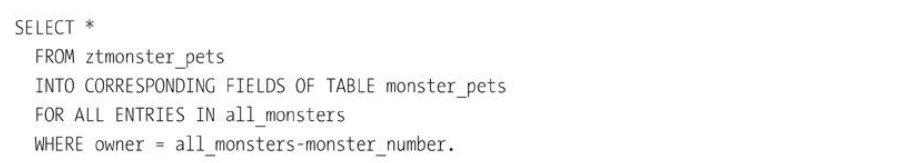 SELECT *
FROM ztmonster_pets
INTO CORRESPONDING FIELDS OF TABLE monster_pets
FOR ALL ENTRIES IN all_monsters
WHERE owner = all_monsters-monster_number.